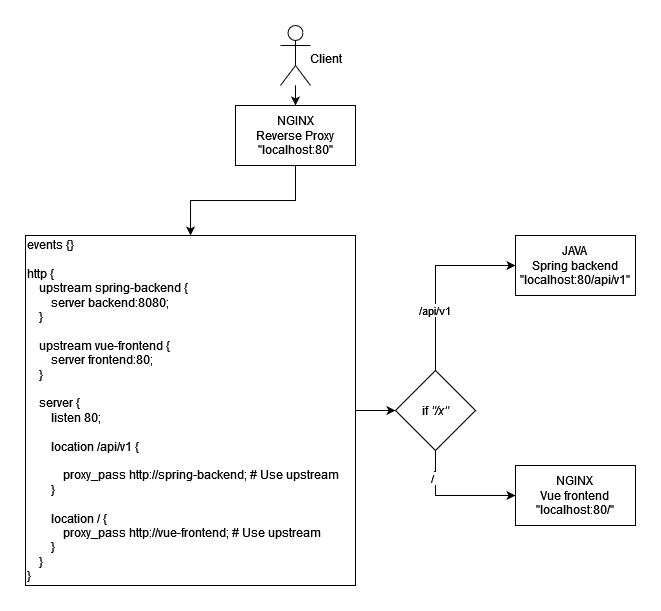 Client
NGINX
Reverse Proxy
"localhost:80"
events {}
http {
upstream spring-backend {
server backend:8080;
}
upstream vue-frontend {
server frontend:80;
}
server {
listen 80;
location /api/v1 {
proxy_pass http://spring-backend; # Use upstream
}
location / {
proxy_pass http://vue-frontend; # Use upstream
}
}
}
if "/x"
/api/v1
JAVA
Spring backend
"localhost:80/api/v1"
/
NGINX
Vue frontend
"localhost:80/"